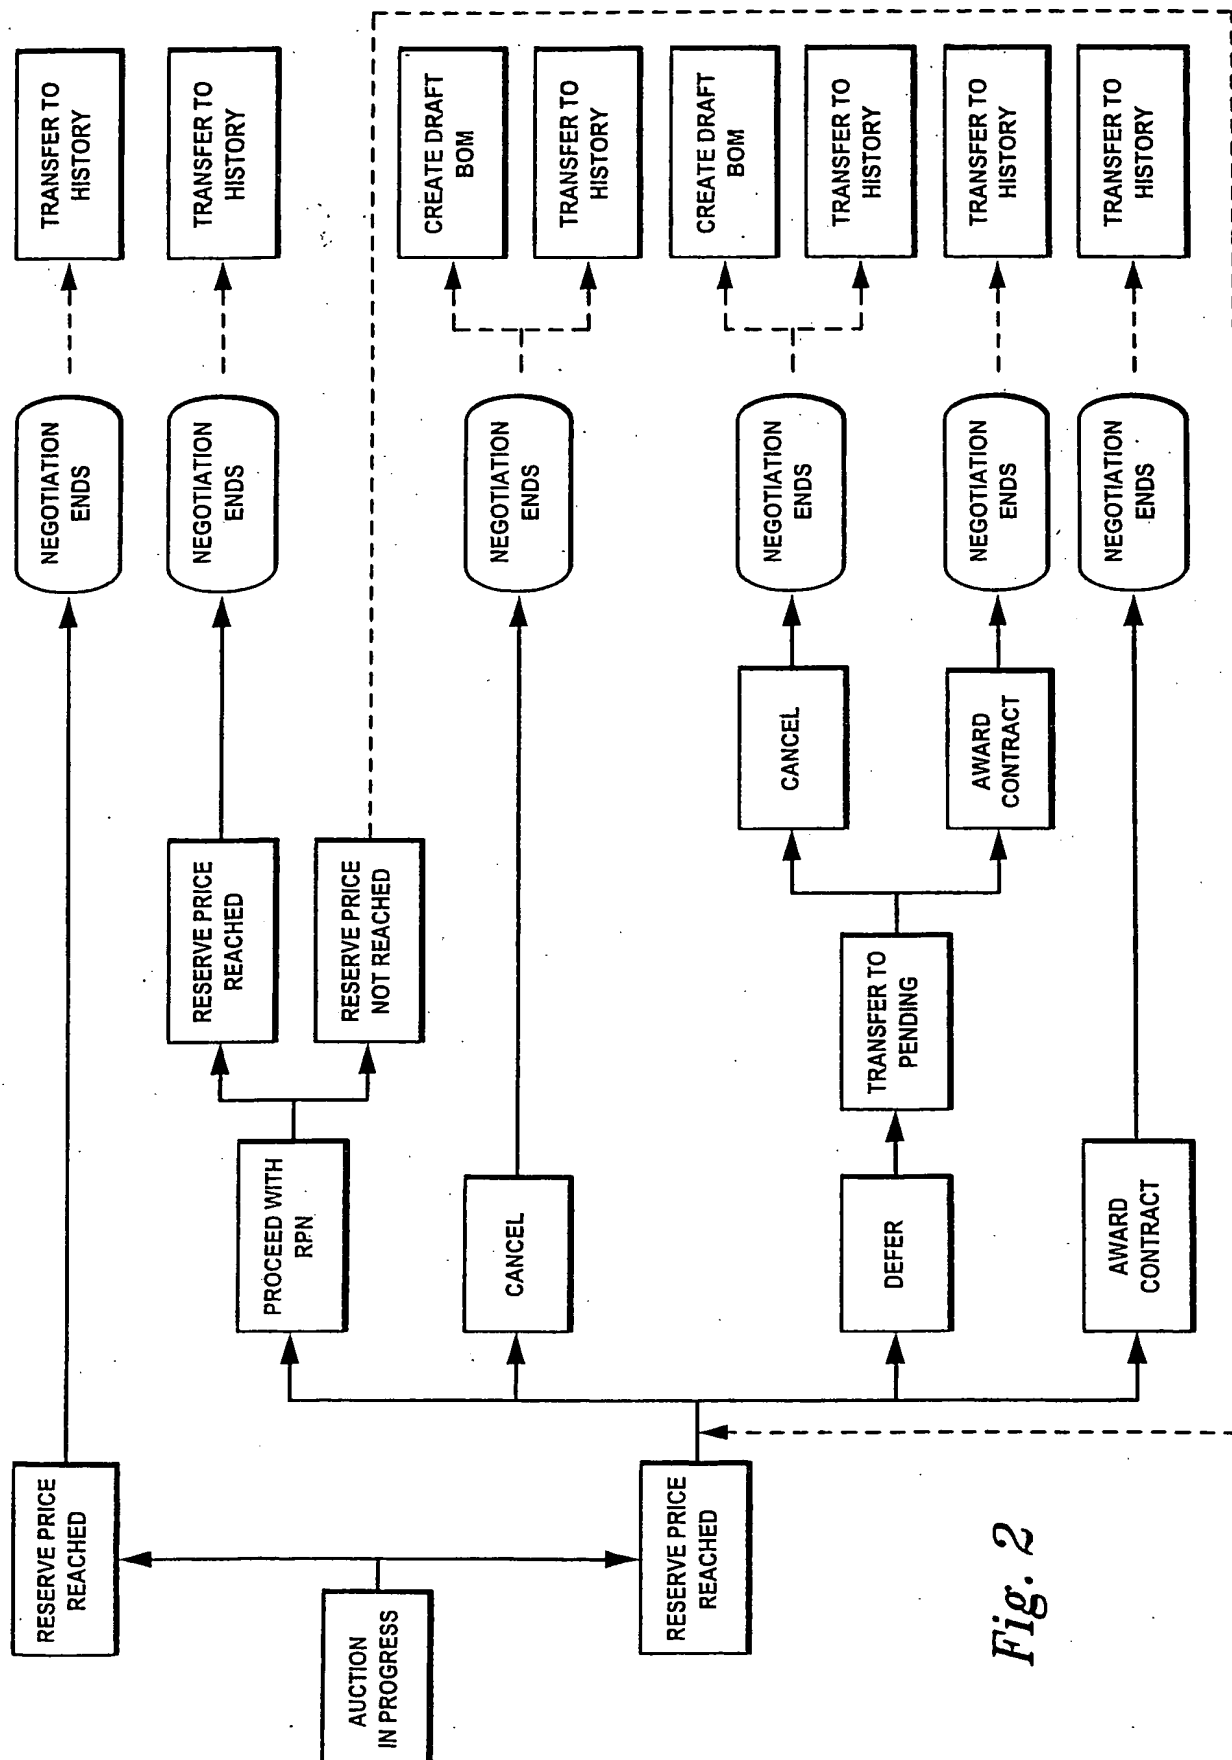 RESERVE PRICE
REACHED
NEGOTIATION
ENDS
TRANSFER TO
HISTORY
RESERVE PRICE
REACHED
NEGOTIATION
ENDS
TRANSFER TO
HISTORY
PROCEED WITH
RPN
AUCTION
IN PROGRESS
RESERVE PRICE
NOT REACHED
CREATE DRAFT
BOM
CANCEL
NEGOTIATION
ENDS
TRANSFER TO
HISTORY
RESERVE PRICE
REACHED
CREATE DRAFT
BOM
CANCEL
NEGOTIATION
ENDS
DEFER
TRANSFER TO
PENDING
TRANSFER TO
HISTORY
AWARD
CONTRACT
NEGOTIATION
ENDS
TRANSFER TO
HISTORY
AWARD
CONTRACT
NEGOTIATION
ENDS
TRANSFER TO
HISTORY
Fig. 2